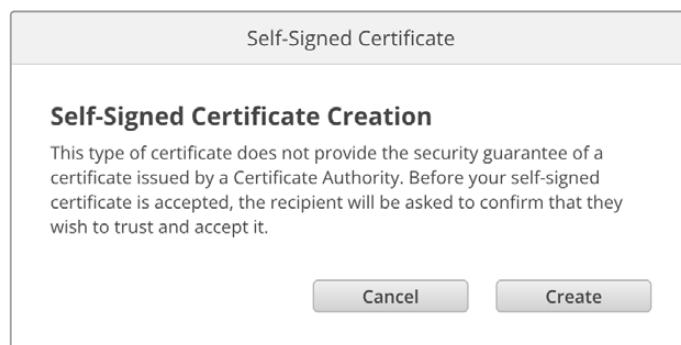 Self-Signed Certificate
Self-Signed Certificate Creation
This type of certificate does not provide the security guarantee of a
certificate issued by a Certificate Authority. Before your self-signed
certificate is accepted, the recipient will be asked to confirm that they
wish to trust and accept it.
Cancel Create